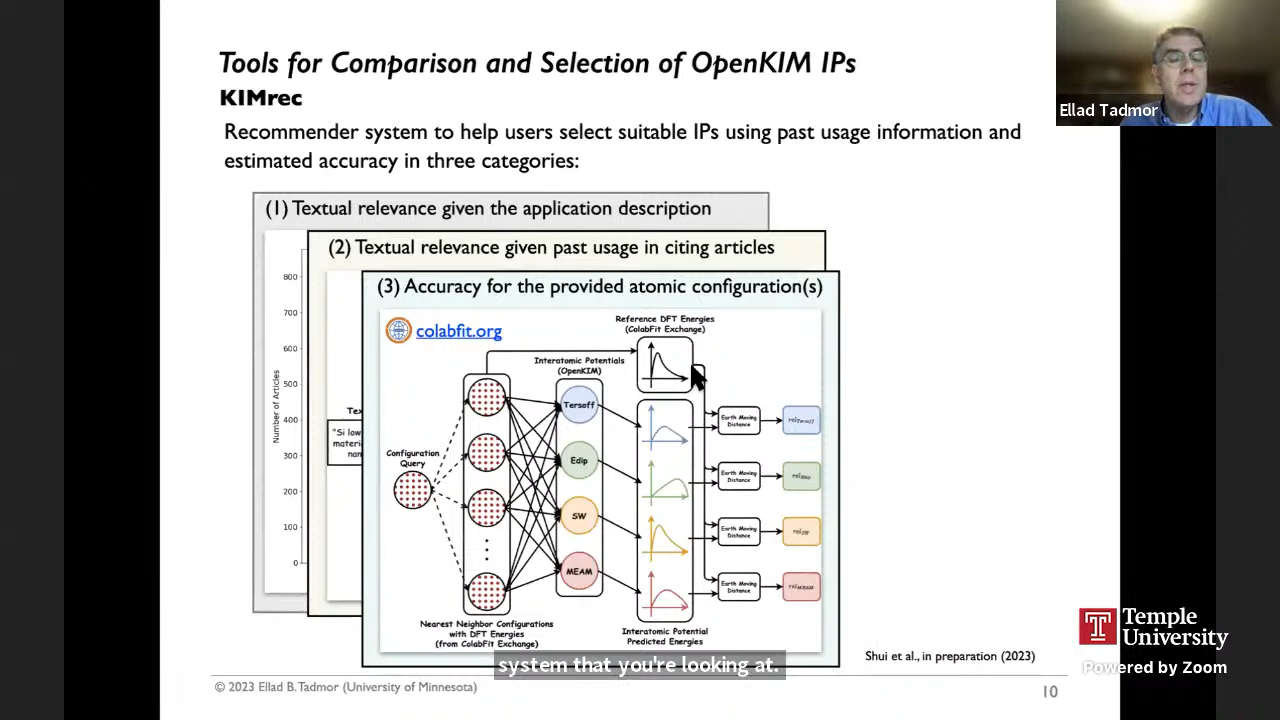 Tools for Comparison and Selection of OpenKIM IPs
KIMrec
Recommender system to help users select suitable IPs using past usage information and
estimated accuracy in three categories:
(1) Textual relevance given the application description
(2) Textual relevance given past usage in citing articles
(3) Accuracy for the provided atomic configuration(s)
colabfit.org
Reference DFT Energies
(ColabFit Exchange)
Interatomic Potentials
(OpenKIM)
Configuration
Query
Tersoff
Edip
SW
MEAM
Earth Moving
Distance
Earth Moving
Distance
Earth Moving
Distance
Earth Moving
Distance
Nearest Neighbor Configurations
with DFT Energies
(from ColabFit Exchange)
Interatomic Potential
Predicted Energies
Number of Articles
800
700
600
500
400
300
200
100
0
"Si low
system that you're looking at.
Shui et al., in preparation (2023)
© 2023 Ellad B. Tadmor (University of Minnesota)
10
Ellad Tadmor
Temple
University
Powered by Zoom